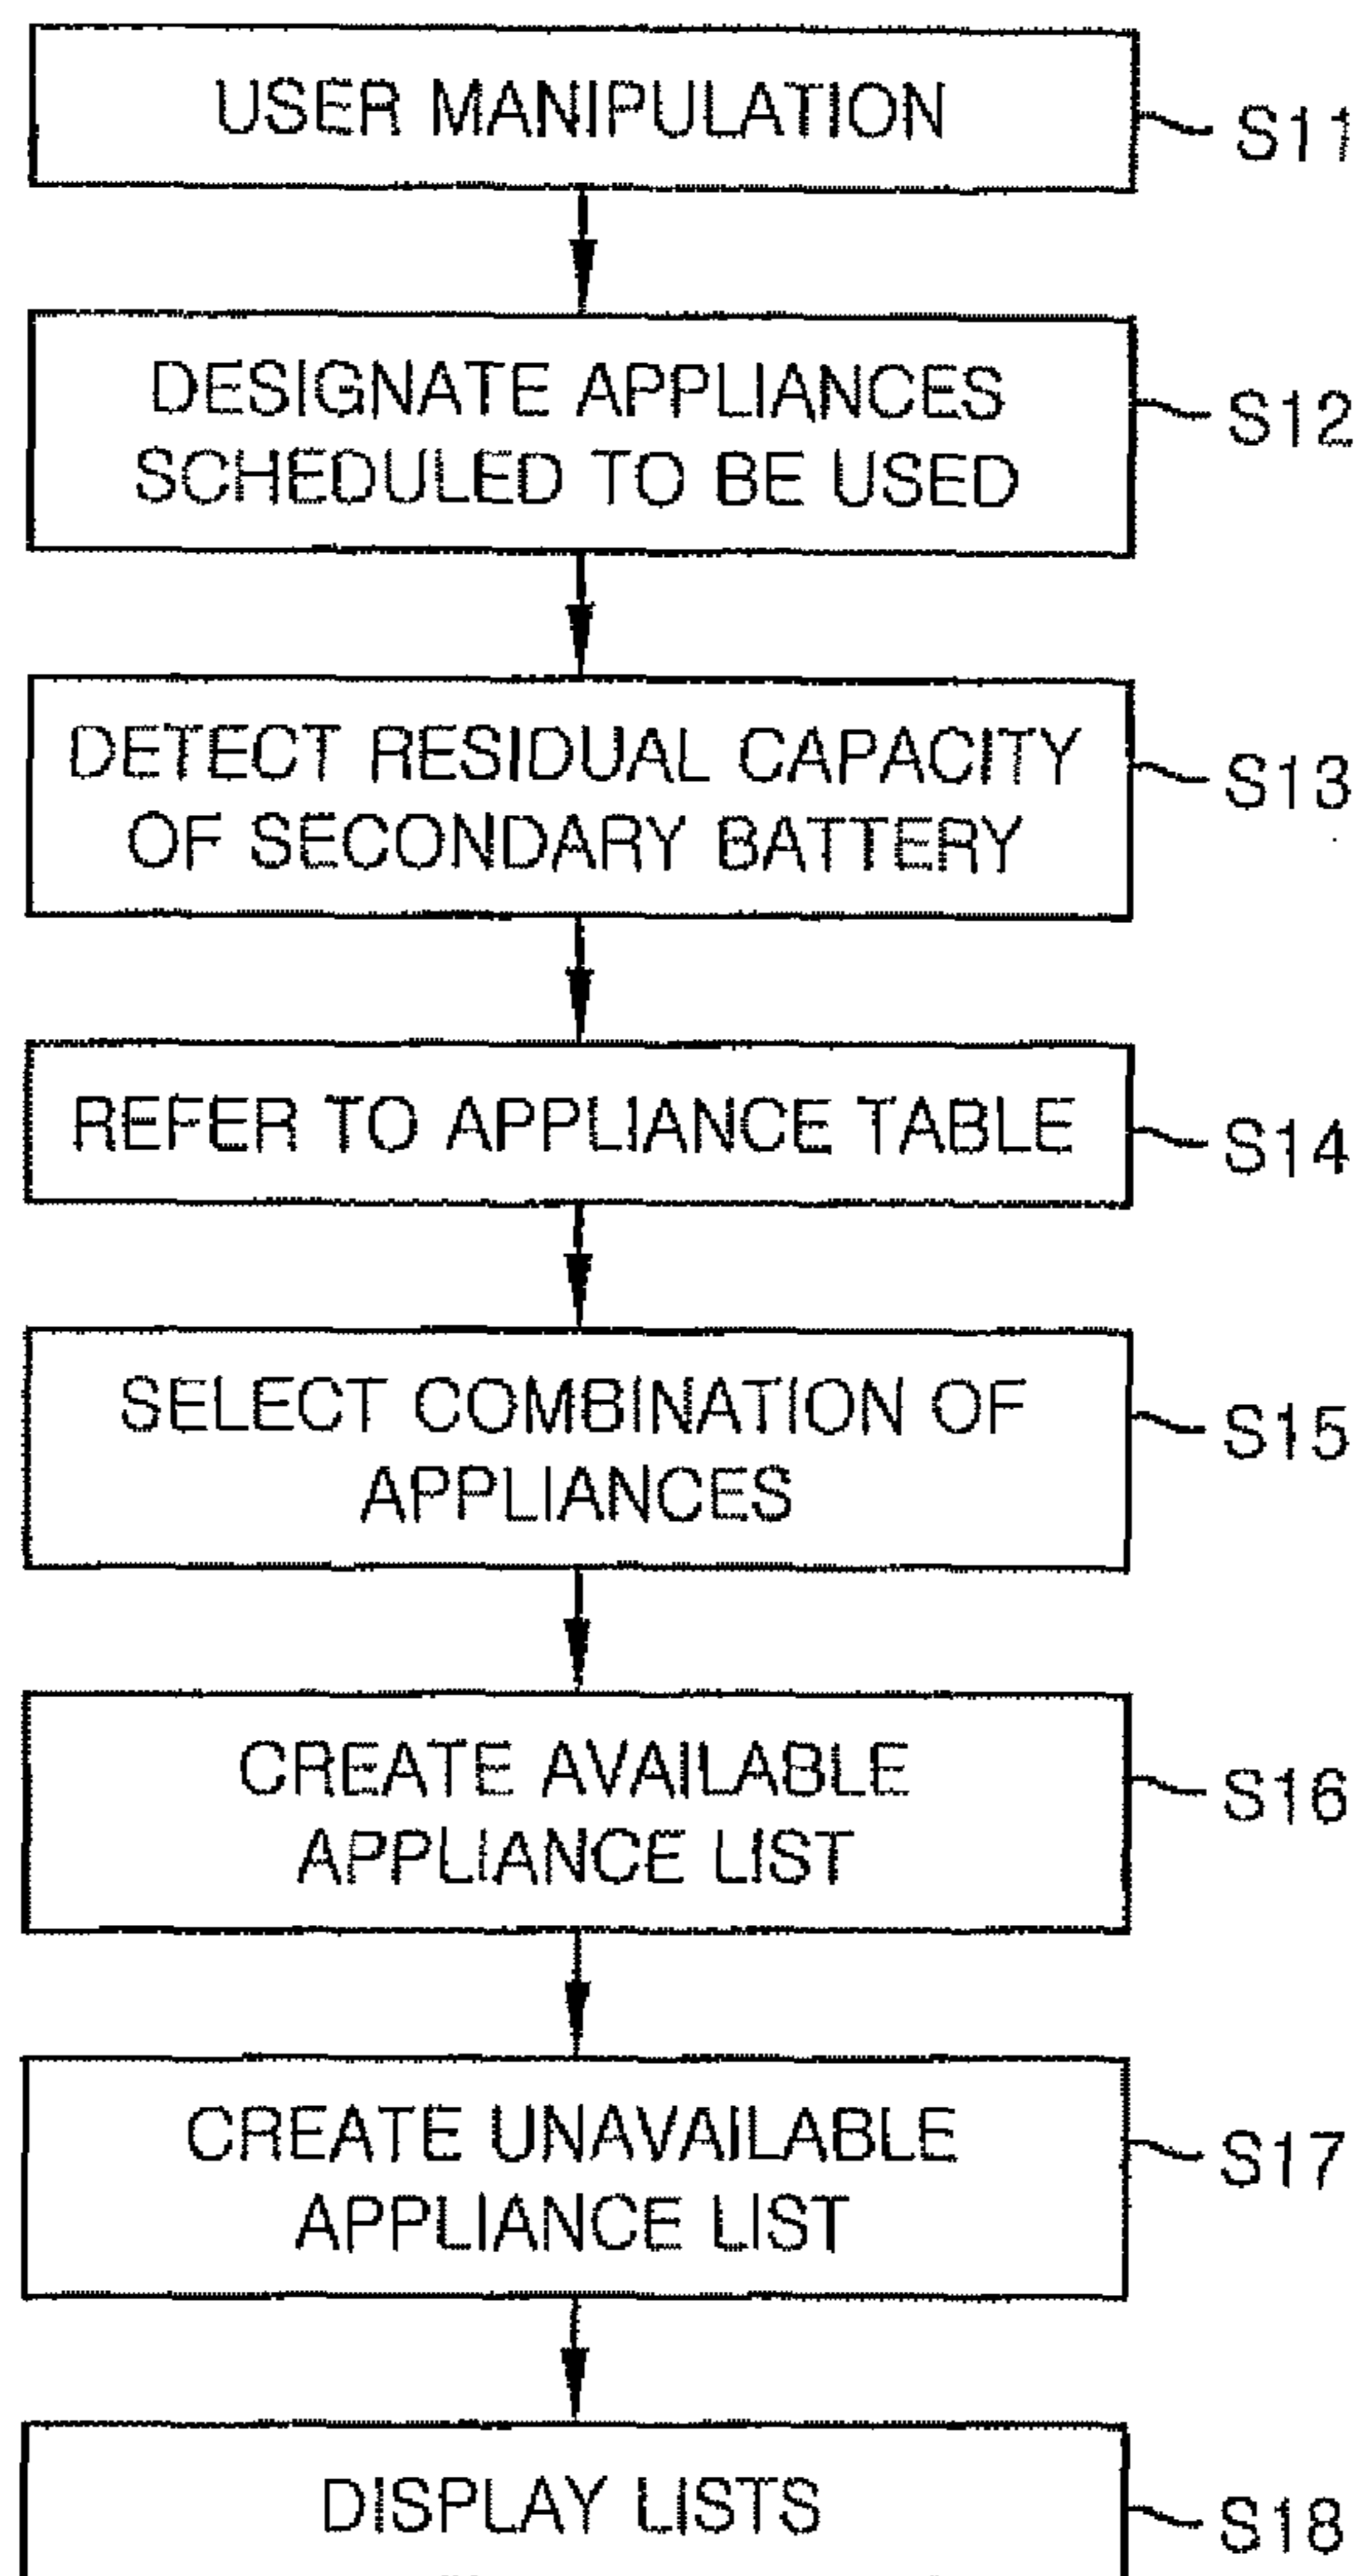 USER MANIPULATION
S11
DESIGNATE APPLIANCES
SCHEDULED TO BE USED
S12
DETECT RESIDUAL CAPACITY
OF SECONDARY BATTERY
S13
REFER TO APPLIANCE TABLE
S14
SELECT COMBINATION OF
APPLIANCES
S15
CREATE AVAILABLE
APPLIANCE LIST
S16
CREATE UNAVAILABLE
APPLIANCE LIST
S17
DISPLAY LISTS
S18